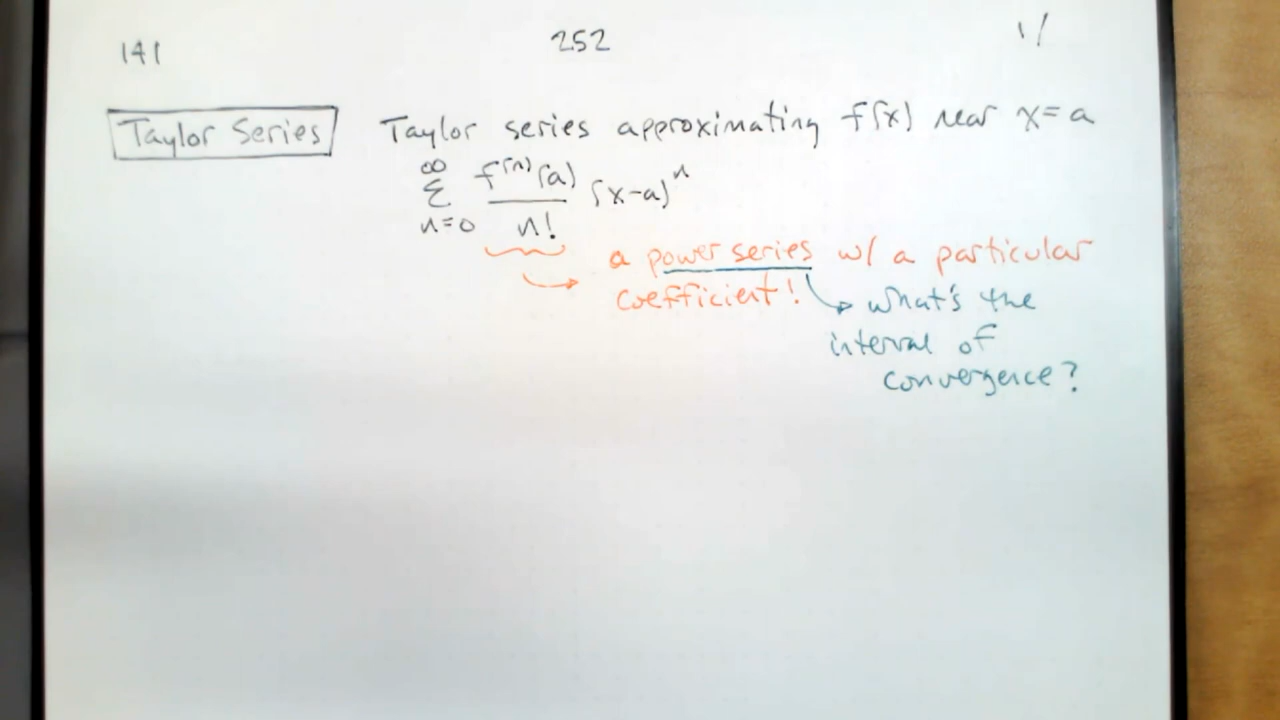 141 252 1/
Taylor Series Taylor series approximating f(x) near x=a
∞
Σ f⁽ⁿ⁾(a) (x-a)ⁿ
n=0 n!
a power series w/ a particular
coefficient! what's the
interval of
convergence?